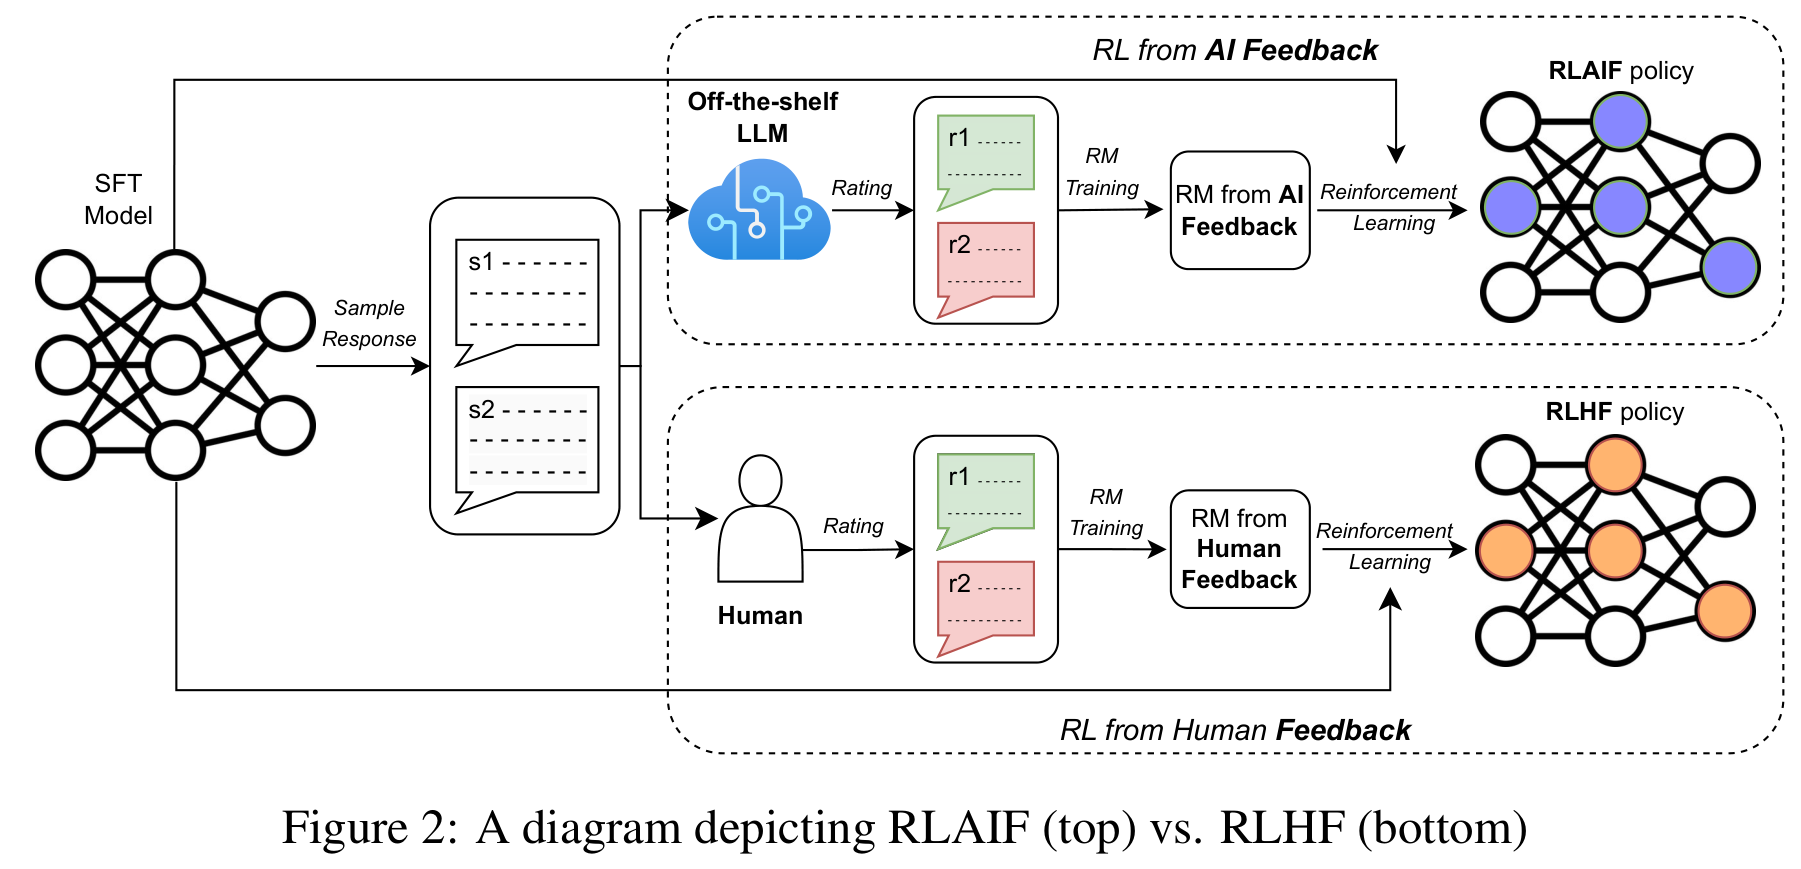 RL from AI Feedback
RLAIF policy
Off-the-shelf
LLM
SFT
Model
Sample
Response
s1
s2
Rating
r1
r2
RM
Training
RM from AI
Feedback
Reinforcement
Learning
RLHF policy
Human
Rating
r1
r2
RM
Training
RM from
Human
Feedback
Reinforcement
Learning
RL from Human Feedback
Figure 2: A diagram depicting RLAIF (top) vs. RLHF (bottom)